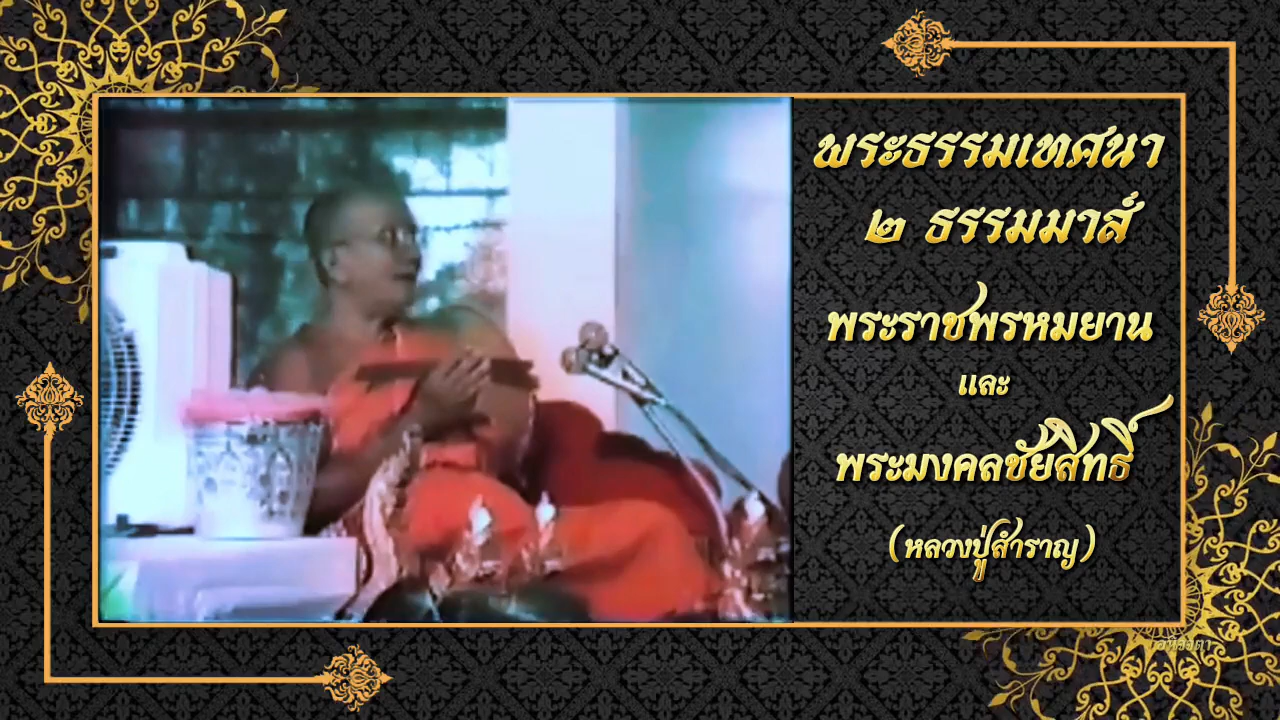 พระธรรมเทศนา
๒ ธรรมมาส์
พระราชพรหมยาน
และ
พระมงคลชัยสิทธิ์
(หลวงปู่สำราญ)